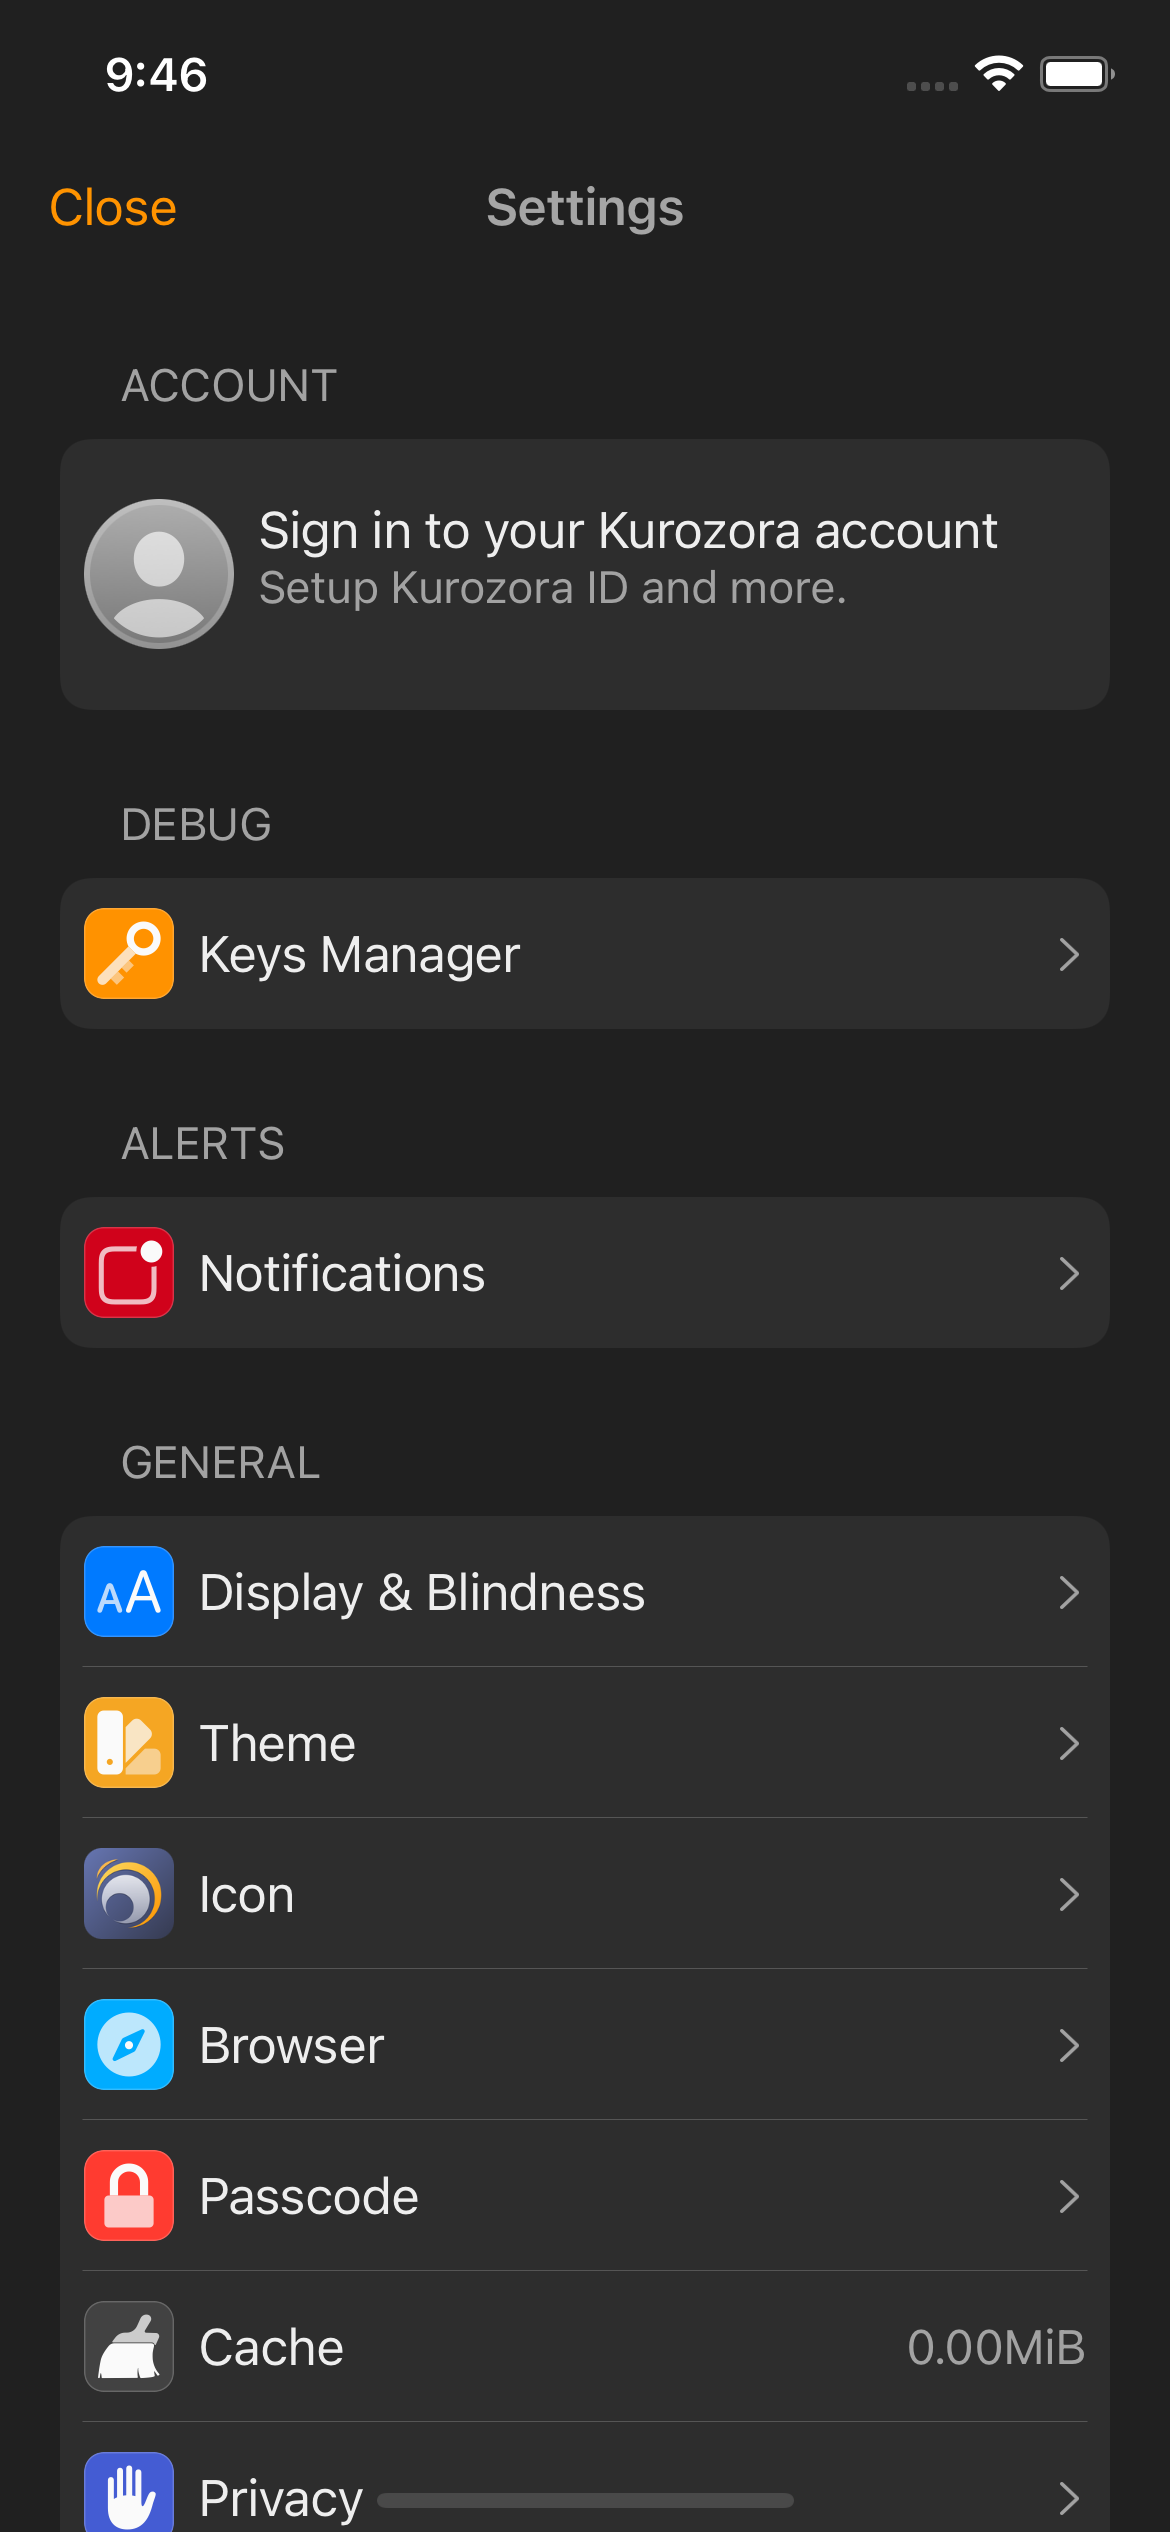 9:46
Close
Settings
ACCOUNT
Sign in to your Kurozora account
Setup Kurozora ID and more.
DEBUG
Keys Manager
ALERTS
Notifications
GENERAL
AA Display & Blindness
Theme
Icon
Browser
Passcode
Cache 0.00MiB
Privacy